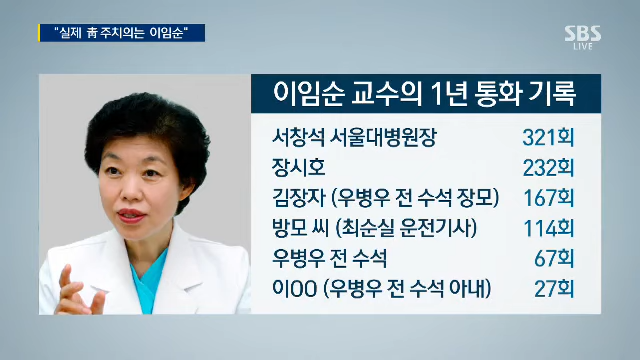 "실제 靑 주치의는 이임순"
SBS
LIVE
이임순 교수의 1년 통화 기록
서창석 서울대병원장 321회
장시호 232회
김장자 (우병우 전 수석 장모) 167회
방모 씨 (최순실 운전기사) 114회
우병우 전 수석 67회
이OO (우병우 전 수석 아내) 27회